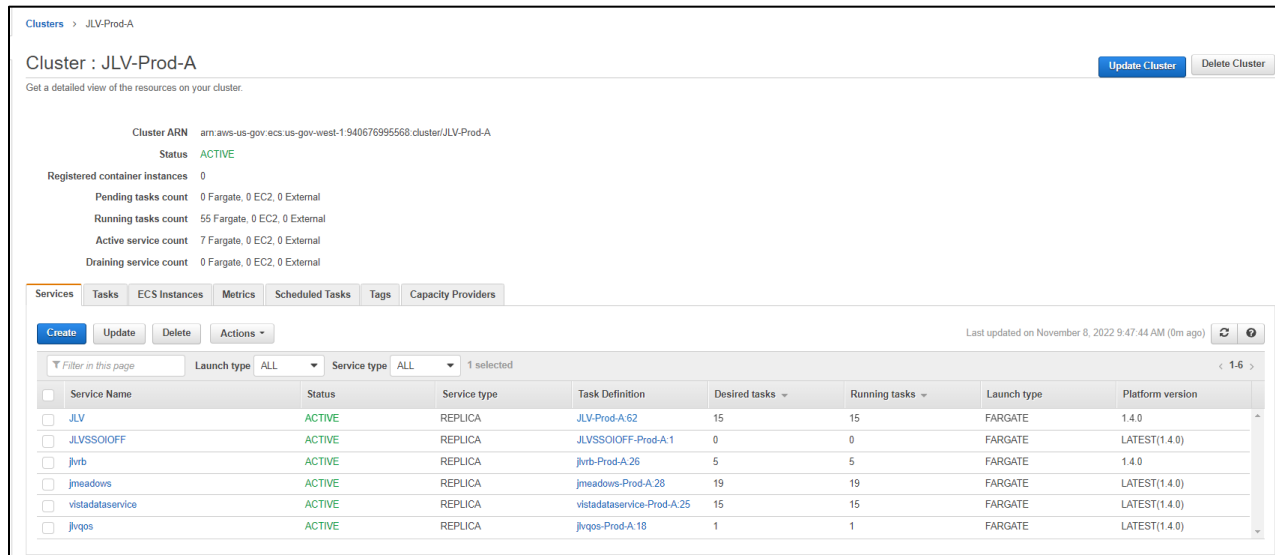 Clusters > JLV-Prod-A
Cluster : JLV-Prod-A
Update Cluster Delete Cluster
Get a detailed view of the resources on your cluster.
Cluster ARN arn:aws-us-gov:ecs:us-gov-west-1:940676995568:cluster/JLV-Prod-A
Status ACTIVE
Registered container instances 0
Pending tasks count 0 Fargate, 0 EC2, 0 External
Running tasks count 55 Fargate, 0 EC2, 0 External
Active service count 7 Fargate, 0 EC2, 0 External
Draining service count 0 Fargate, 0 EC2, 0 External
Services Tasks ECS Instances Metrics Scheduled Tasks Tags Capacity Providers
Create Update Delete Actions Last updated on November 8, 2022 9:47:44 AM (0m ago)
Filter in this page Launch type ALL Service type ALL 1 selected < 1-6 >
Service Name Status Service type Task Definition Desired tasks Running tasks Launch type Platform version
JLV ACTIVE REPLICA JLV-Prod-A:62 15 15 FARGATE 1.4.0
JLVSSOIOFF ACTIVE REPLICA JLVSSOIOFF-Prod-A:1 0 0 FARGATE LATEST(1.4.0)
jlvrb ACTIVE REPLICA jlvrb-Prod-A:26 5 5 FARGATE 1.4.0
jmeadows ACTIVE REPLICA jmeadows-Prod-A:28 19 19 FARGATE LATEST(1.4.0)
vistadataservice ACTIVE REPLICA vistadataservice-Prod-A:25 15 15 FARGATE LATEST(1.4.0)
jlvqos ACTIVE REPLICA jlvqos-Prod-A:18 1 1 FARGATE LATEST(1.4.0)